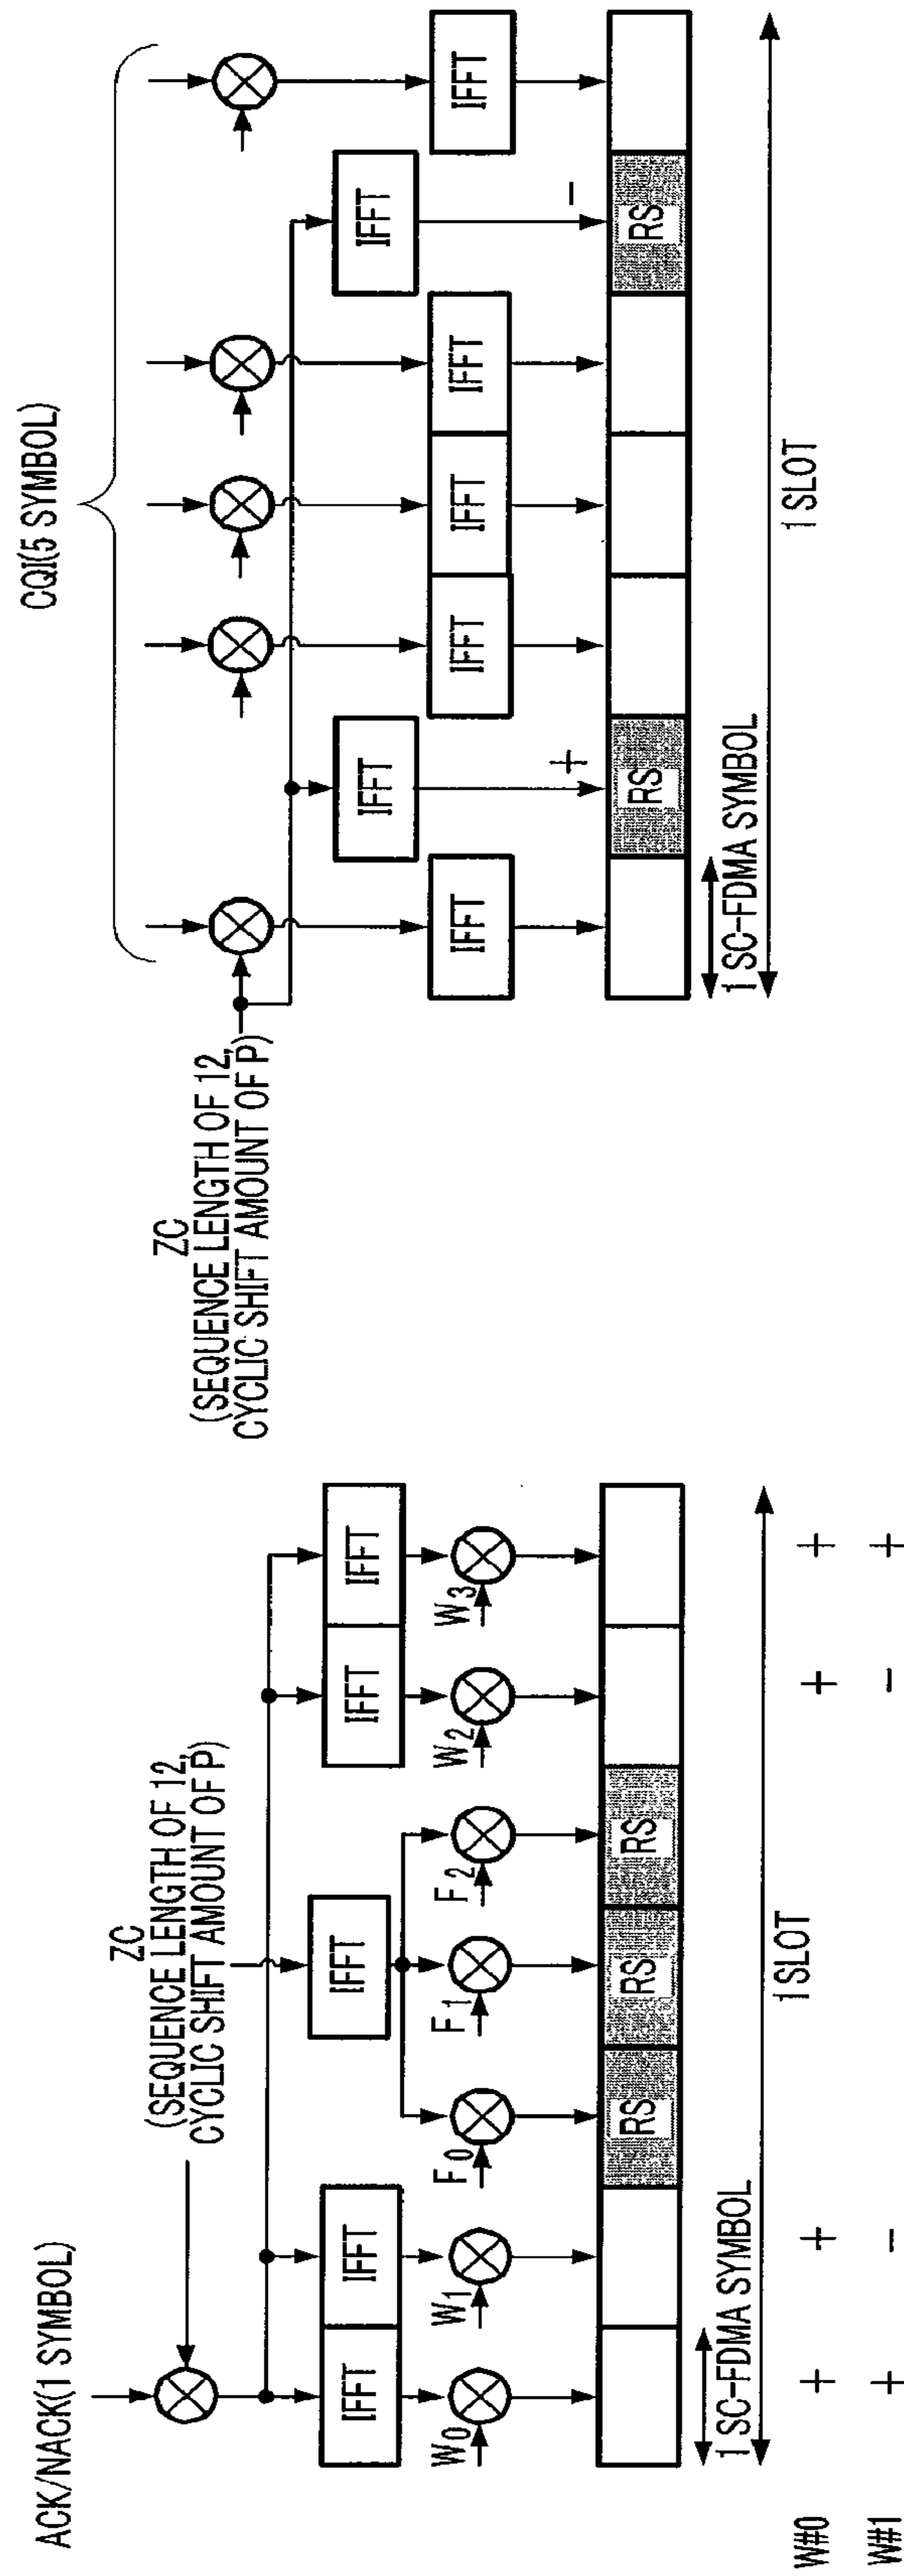 ACK/NACK(1 SYMBOL)
ZC
(SEQUENCE LENGTH OF 12,
CYCLIC SHIFT AMOUNT OF P)
IFFT
IFFT
IFFT
IFFT
IFFT
W0
W1
F0
F1
F2
W2
W3
RS
RS
RS
1 SC-FDMA SYMBOL
1 SLOT
W#0 + + + +
W#1 + - - +
CQI(5 SYMBOL)
ZC
(SEQUENCE LENGTH OF 12,
CYCLIC SHIFT AMOUNT OF P)
IFFT
IFFT
IFFT
IFFT
IFFT
IFFT
IFFT
+
-
RS
RS
1 SC-FDMA SYMBOL
1 SLOT